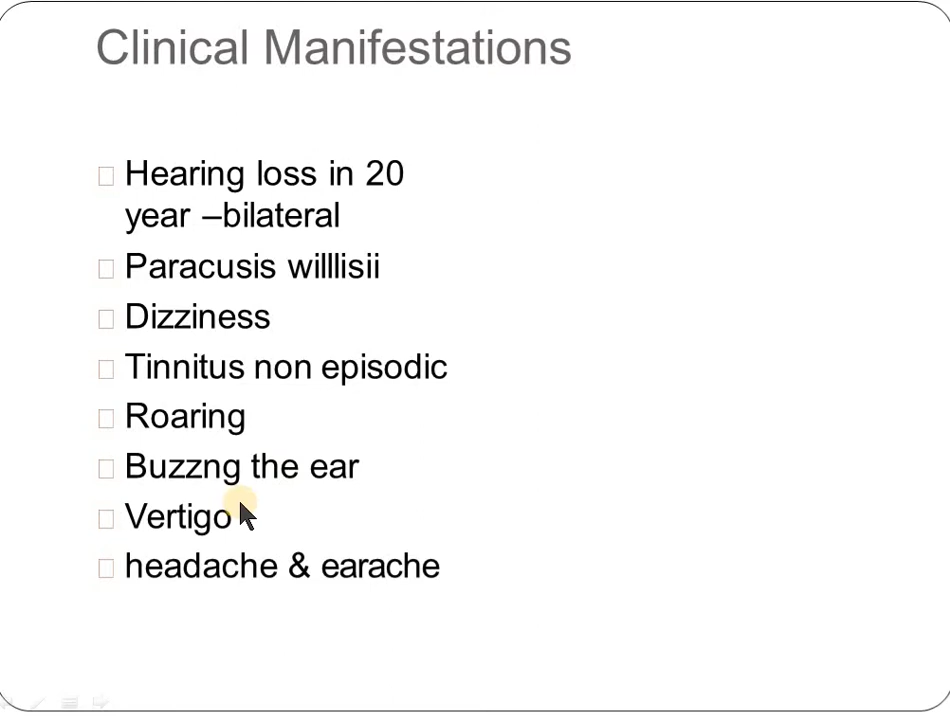 Clinical Manifestations
Hearing loss in 20
year –bilateral
Paracusis willlisii
Dizziness
Tinnitus non episodic
Roaring
Buzzng the ear
Vertigo
headache & earache